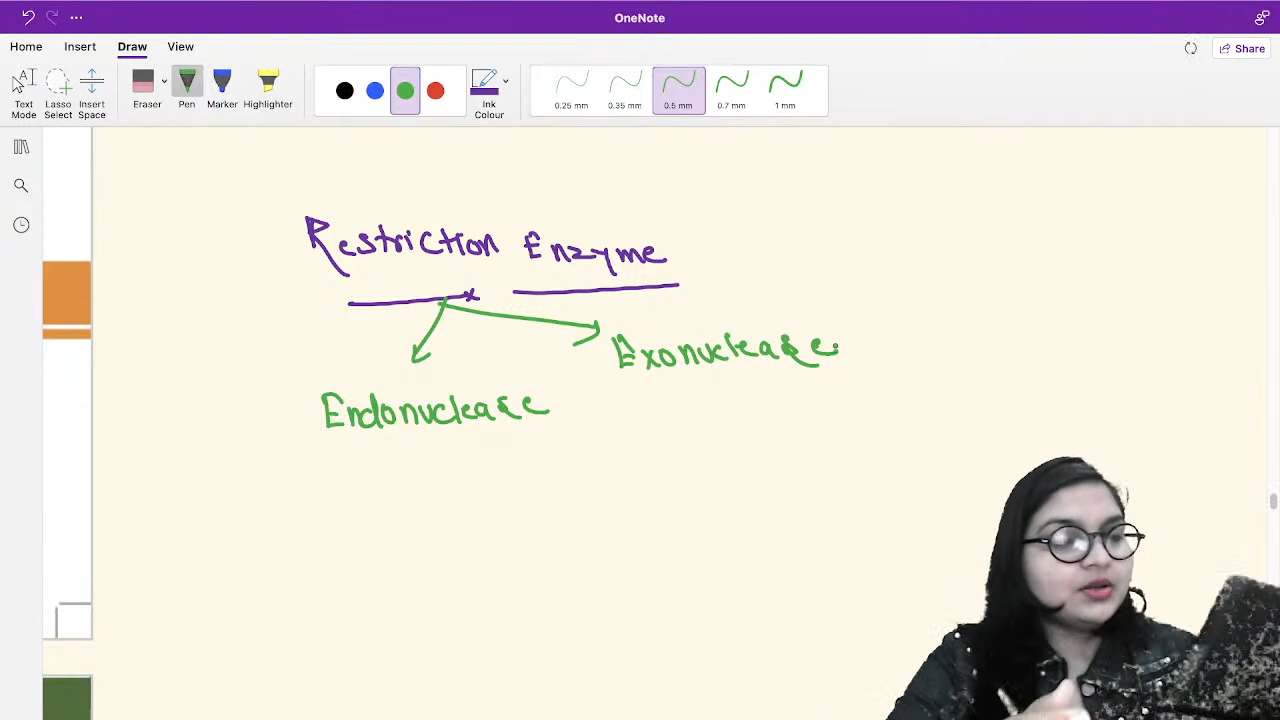 OneNote
Home Insert Draw View
Share
Text Mode
Lasso Select
Insert Space
Eraser
Pen
Marker
Highlighter
Ink Colour
0.25 mm
0.35 mm
0.5 mm
0.7 mm
1 mm
Restriction Enzyme
Exonuclease
Endonuclease